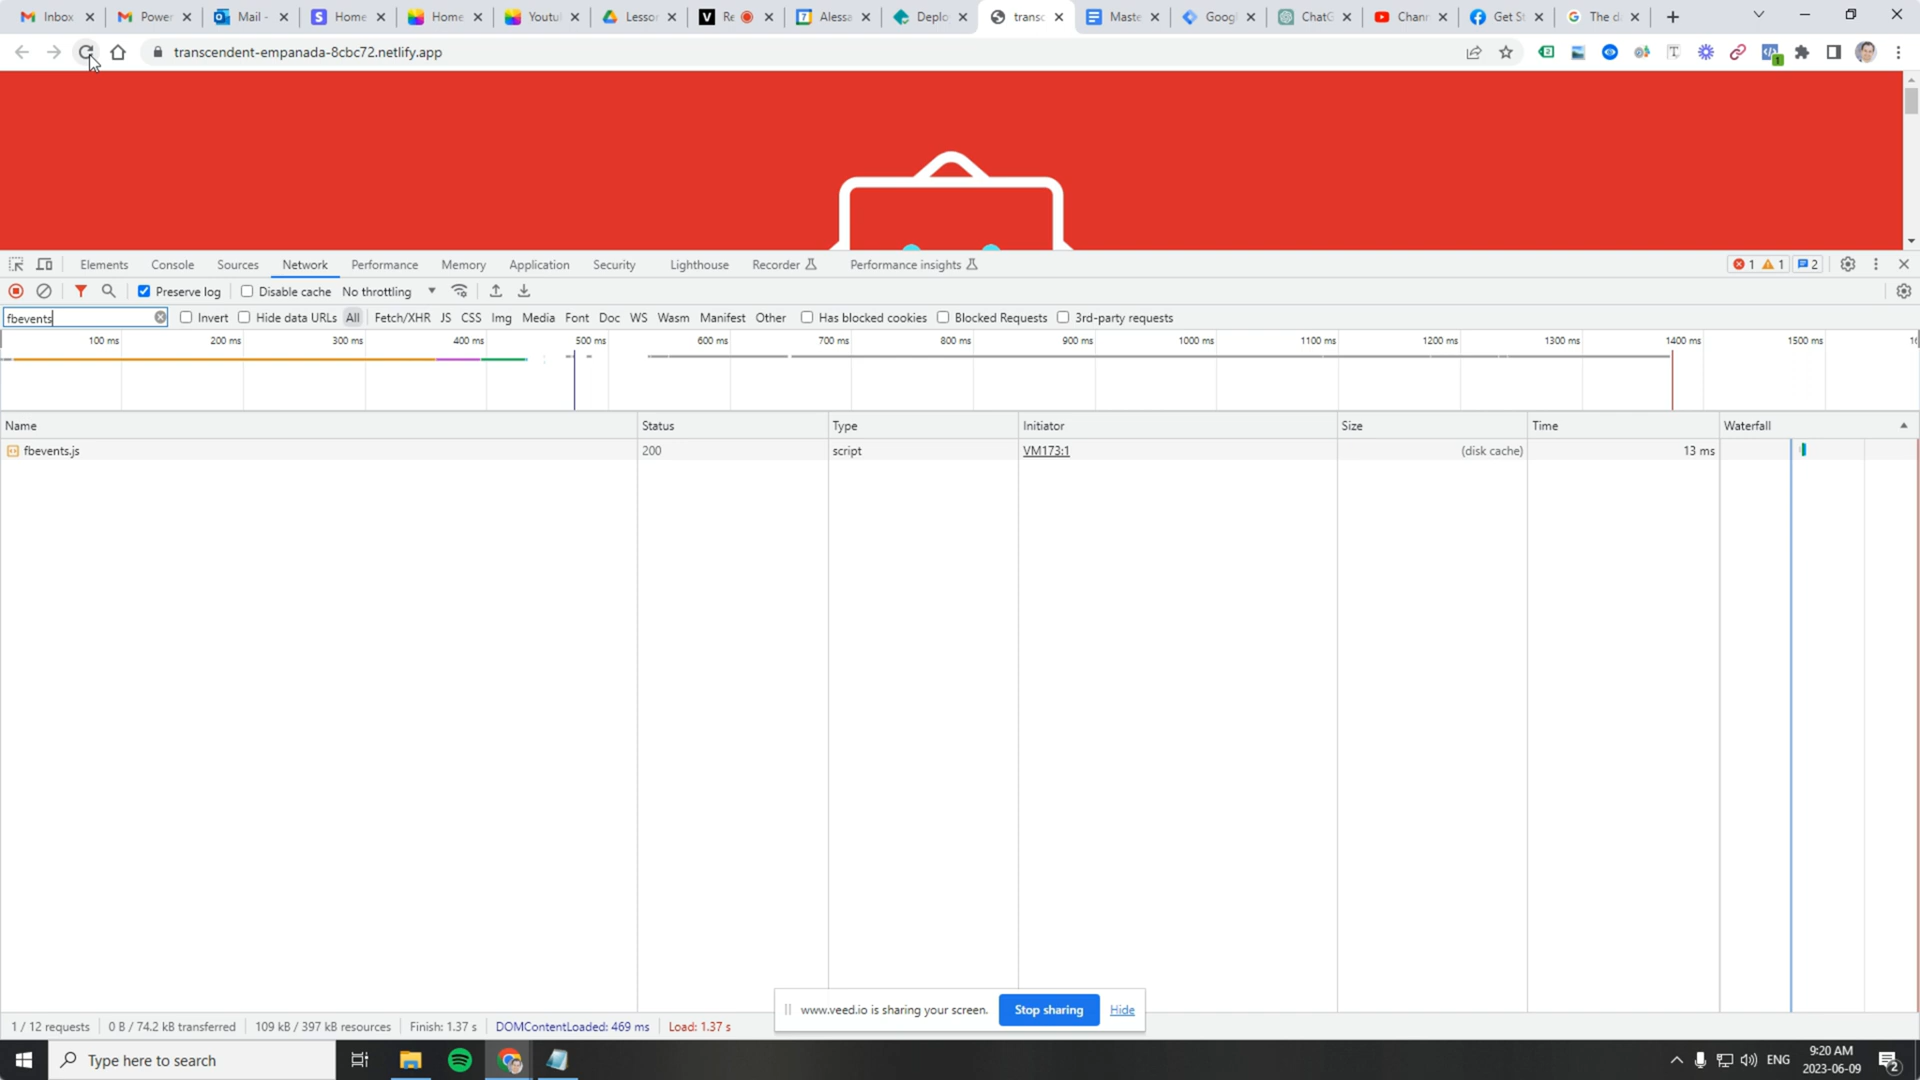 Inbox Power Mail - Home Home Youtu Lessor Re Alessa Deplo transc Maste Googl ChatG Chann Get St The d
transcendent-empanada-8cbc72.netlify.app
1
Elements Console Sources Network Performance Memory Application Security Lighthouse Recorder Performance insights 1 1 2
Preserve log Disable cache No throttling
fbevents Invert Hide data URLs All Fetch/XHR JS CSS Img Media Font Doc WS Wasm Manifest Other Has blocked cookies Blocked Requests 3rd-party requests
100 ms 200 ms 300 ms 400 ms 500 ms 600 ms 700 ms 800 ms 900 ms 1000 ms 1100 ms 1200 ms 1300 ms 1400 ms 1500 ms
Name Status Type Initiator Size Time Waterfall
fbevents.js 200 script VM173:1 (disk cache) 13 ms
www.veed.io is sharing your screen. Stop sharing Hide
1 / 12 requests 0 B / 74.2 kB transferred 109 kB / 397 kB resources Finish: 1.37 s DOMContentLoaded: 469 ms Load: 1.37 s
Type here to search ENG 9:20 AM
2023-06-09 2